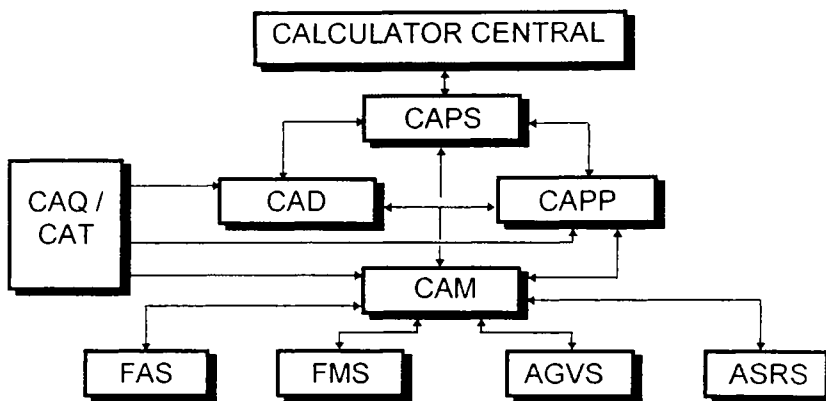 CALCULATOR CENTRAL
CAPS
CAQ /
CAT
CAD
CAPP
CAM
FAS
FMS
AGVS
ASRS